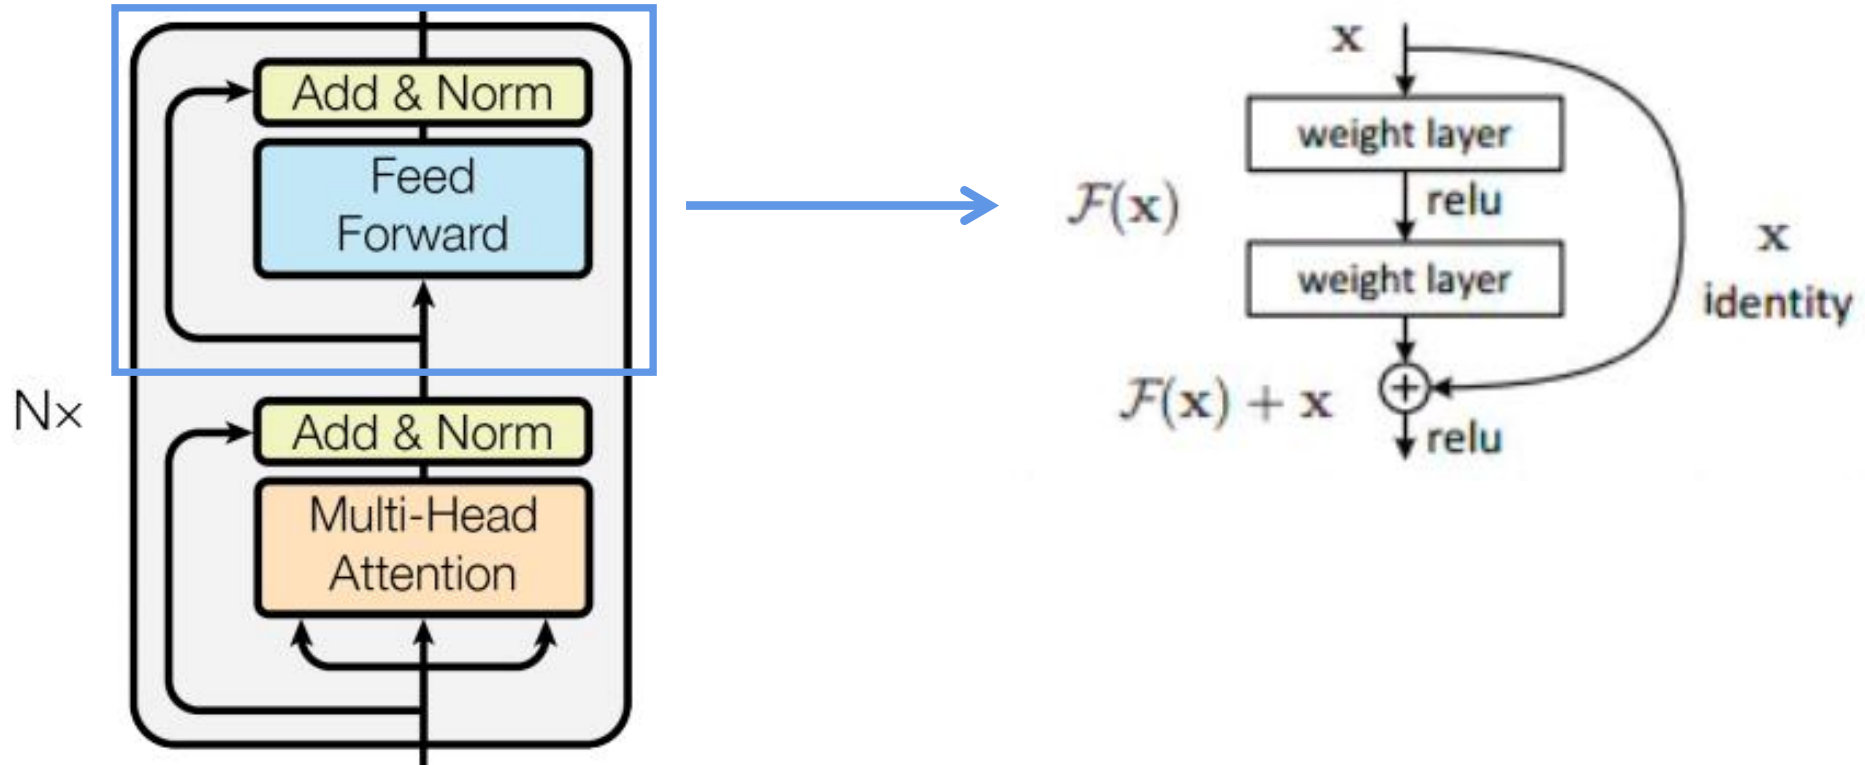 Add & Norm
Feed
Forward
Nx
Add & Norm
Multi-Head
Attention
x
weight layer
relu
F(x)
weight layer
x
identity
F(x) + x
relu